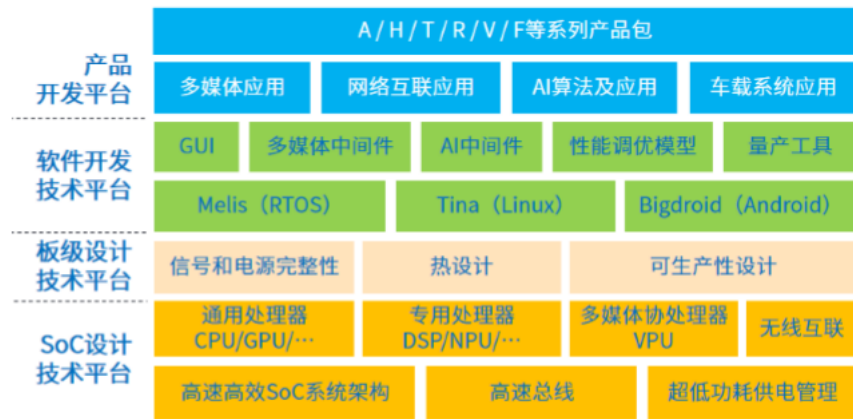 A / H / T / R / V / F等系列产品包
产品
开发平台
多媒体应用
网络互联应用
AI算法及应用
车载系统应用
软件开发
技术平台
GUI
多媒体中间件
AI中间件
性能调优模型
量产工具
Melis（RTOS）
Tina（Linux）
Bigdroid（Android）
板级设计
技术平台
信号和电源完整性
热设计
可生产性设计
SoC设计
技术平台
通用处理器
CPU/GPU/…
专用处理器
DSP/NPU/…
多媒体协处理器
VPU
无线互联
高速高效SoC系统架构
高速总线
超低功耗供电管理